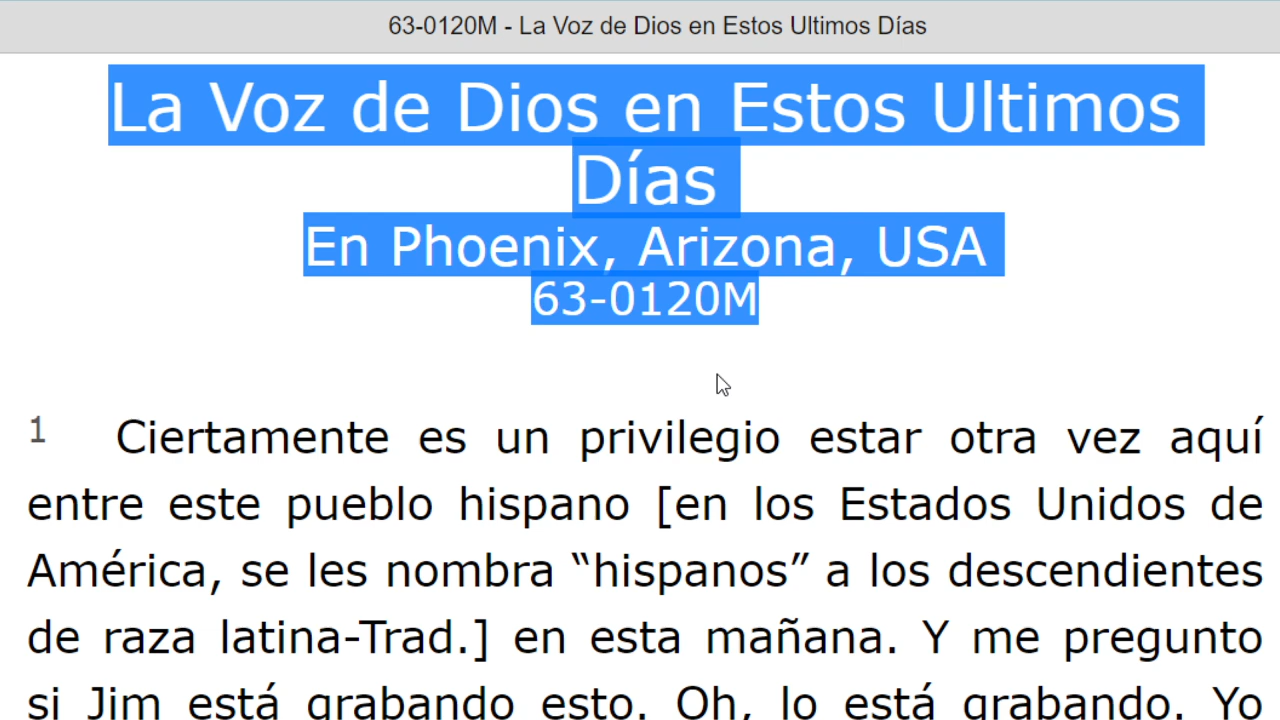 63-0120M - La Voz de Dios en Estos Ultimos Días
La Voz de Dios en Estos Ultimos
Días
En Phoenix, Arizona, USA
63-0120M
1 Ciertamente es un privilegio estar otra vez aquí
entre este pueblo hispano [en los Estados Unidos de
América, se les nombra “hispanos” a los descendientes
de raza latina-Trad.] en esta mañana. Y me pregunto
si Jim está grabando esto. Oh, lo está grabando. Yo